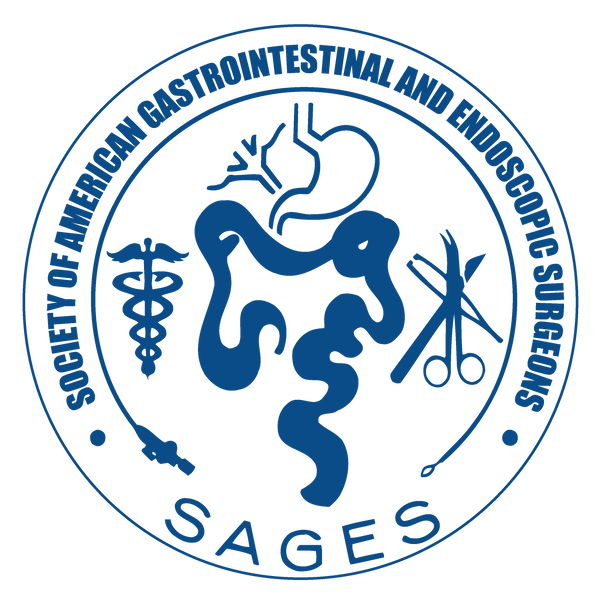 SOCIETY OF AMERICAN GASTROINTESTINAL AND ENDOSCOPIC SURGEONS
SAGES